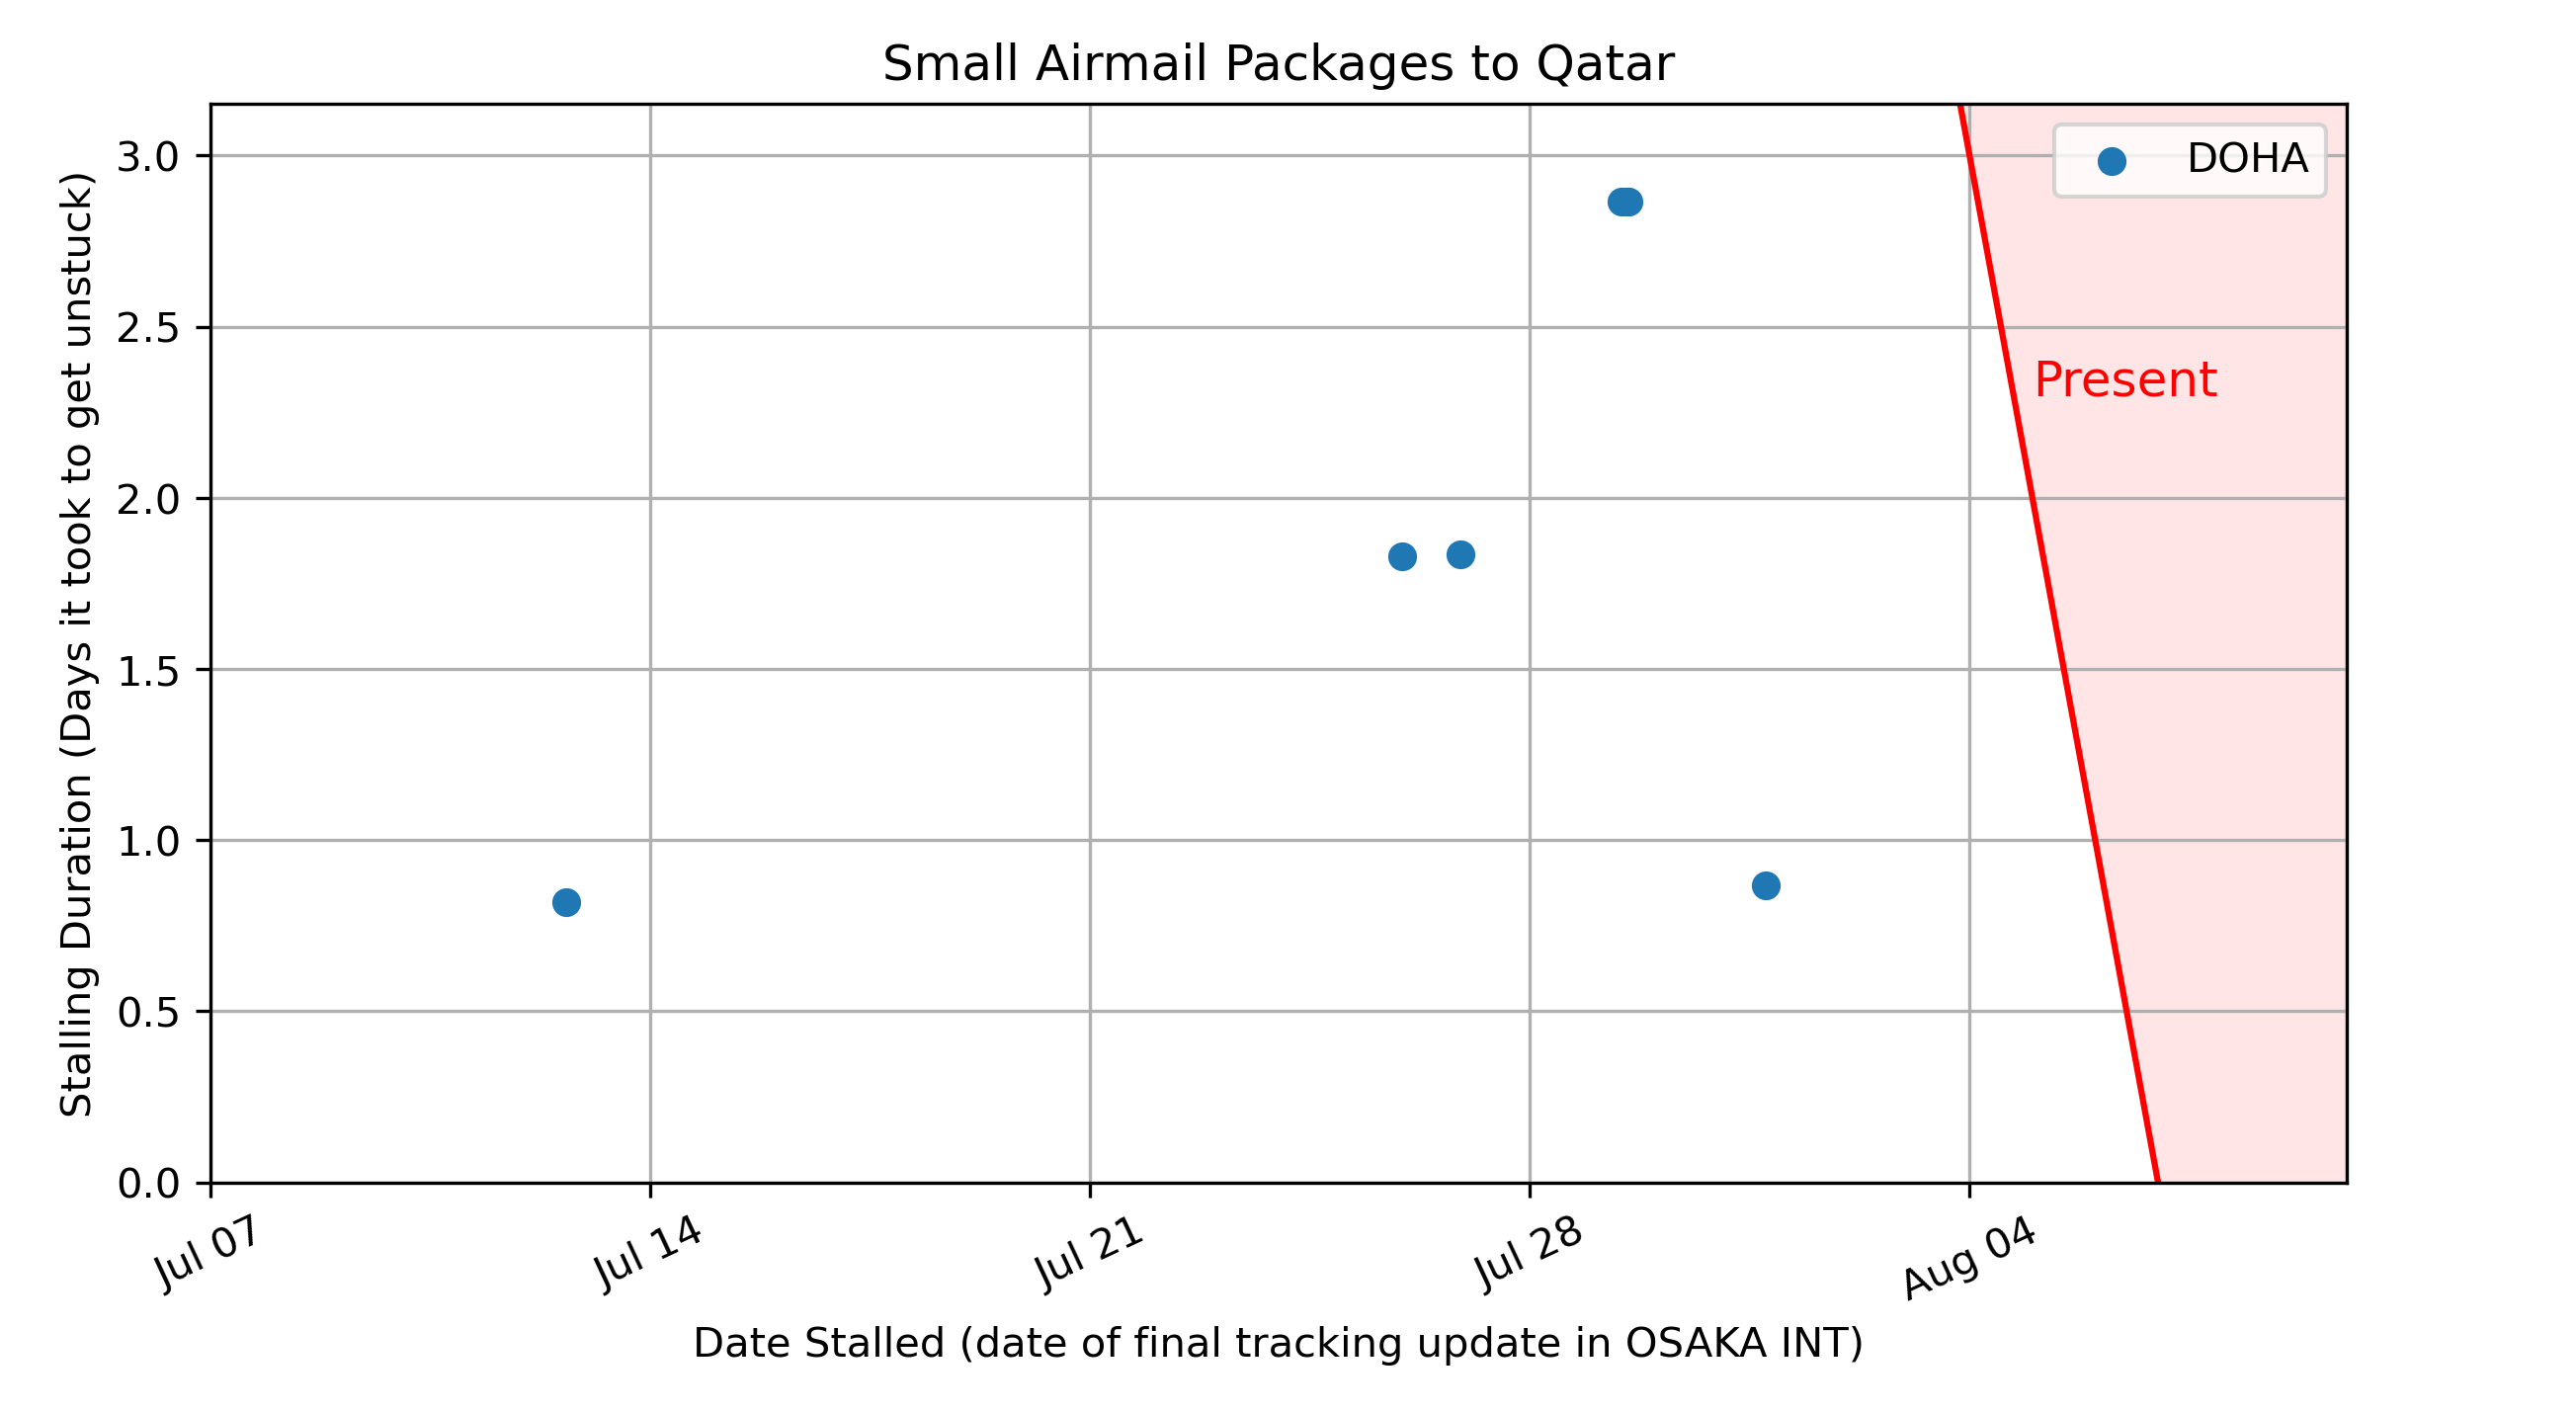 Small Airmail Packages to Qatar
DOHA
Present
Stalling Duration (Days it took to get unstuck)
3.0
2.5
2.0
1.5
1.0
0.5
0.0
Jul 07
Jul 14
Jul 21
Jul 28
Aug 04
Date Stalled (date of final tracking update in OSAKA INT)